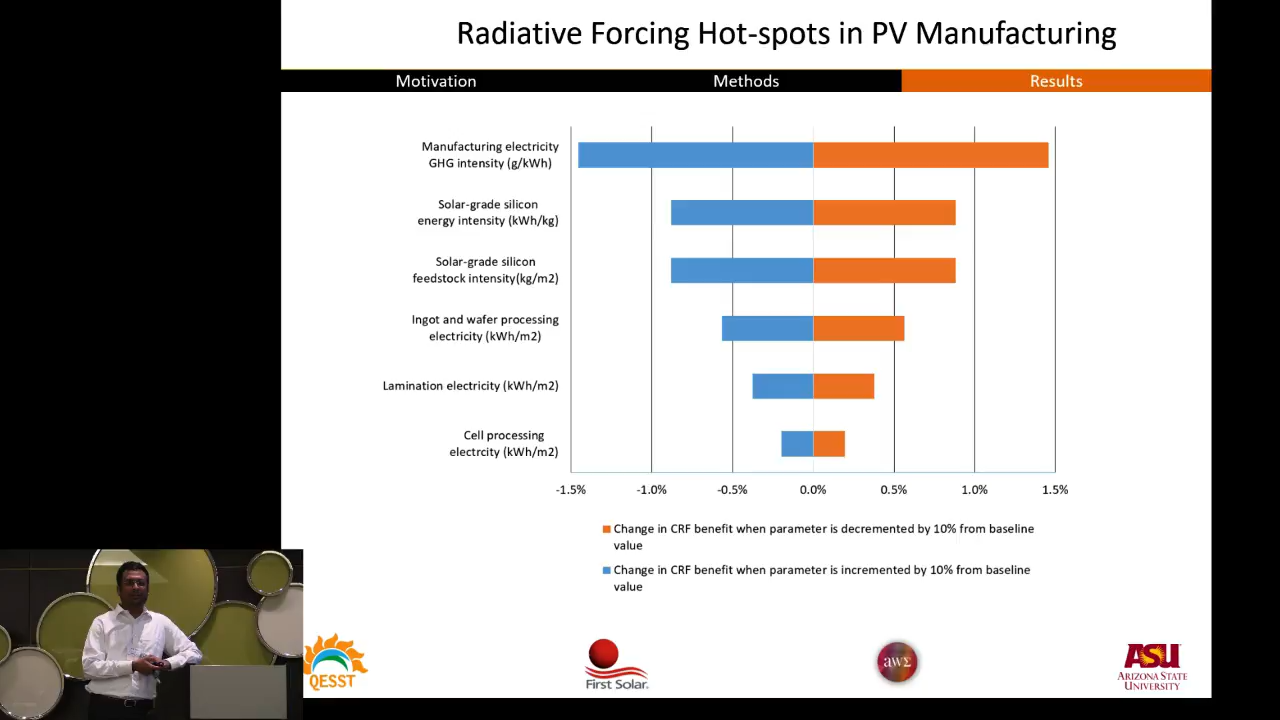 Radiative Forcing Hot-spots in PV Manufacturing
Motivation
Methods
Results
Manufacturing electricity
GHG intensity (g/kWh)
Solar-grade silicon
energy intensity (kWh/kg)
Solar-grade silicon
feedstock intensity(kg/m2)
Ingot and wafer processing
electricity (kWh/m2)
Lamination electricity (kWh/m2)
Cell processing
electrcity (kWh/m2)
-1.5%
-1.0%
-0.5%
0.0%
0.5%
1.0%
1.5%
Change in CRF benefit when parameter is decremented by 10% from baseline
value
Change in CRF benefit when parameter is incremented by 10% from baseline
value
QESST
First Solar.
awΣ
ASU
ARIZONA STATE
UNIVERSITY